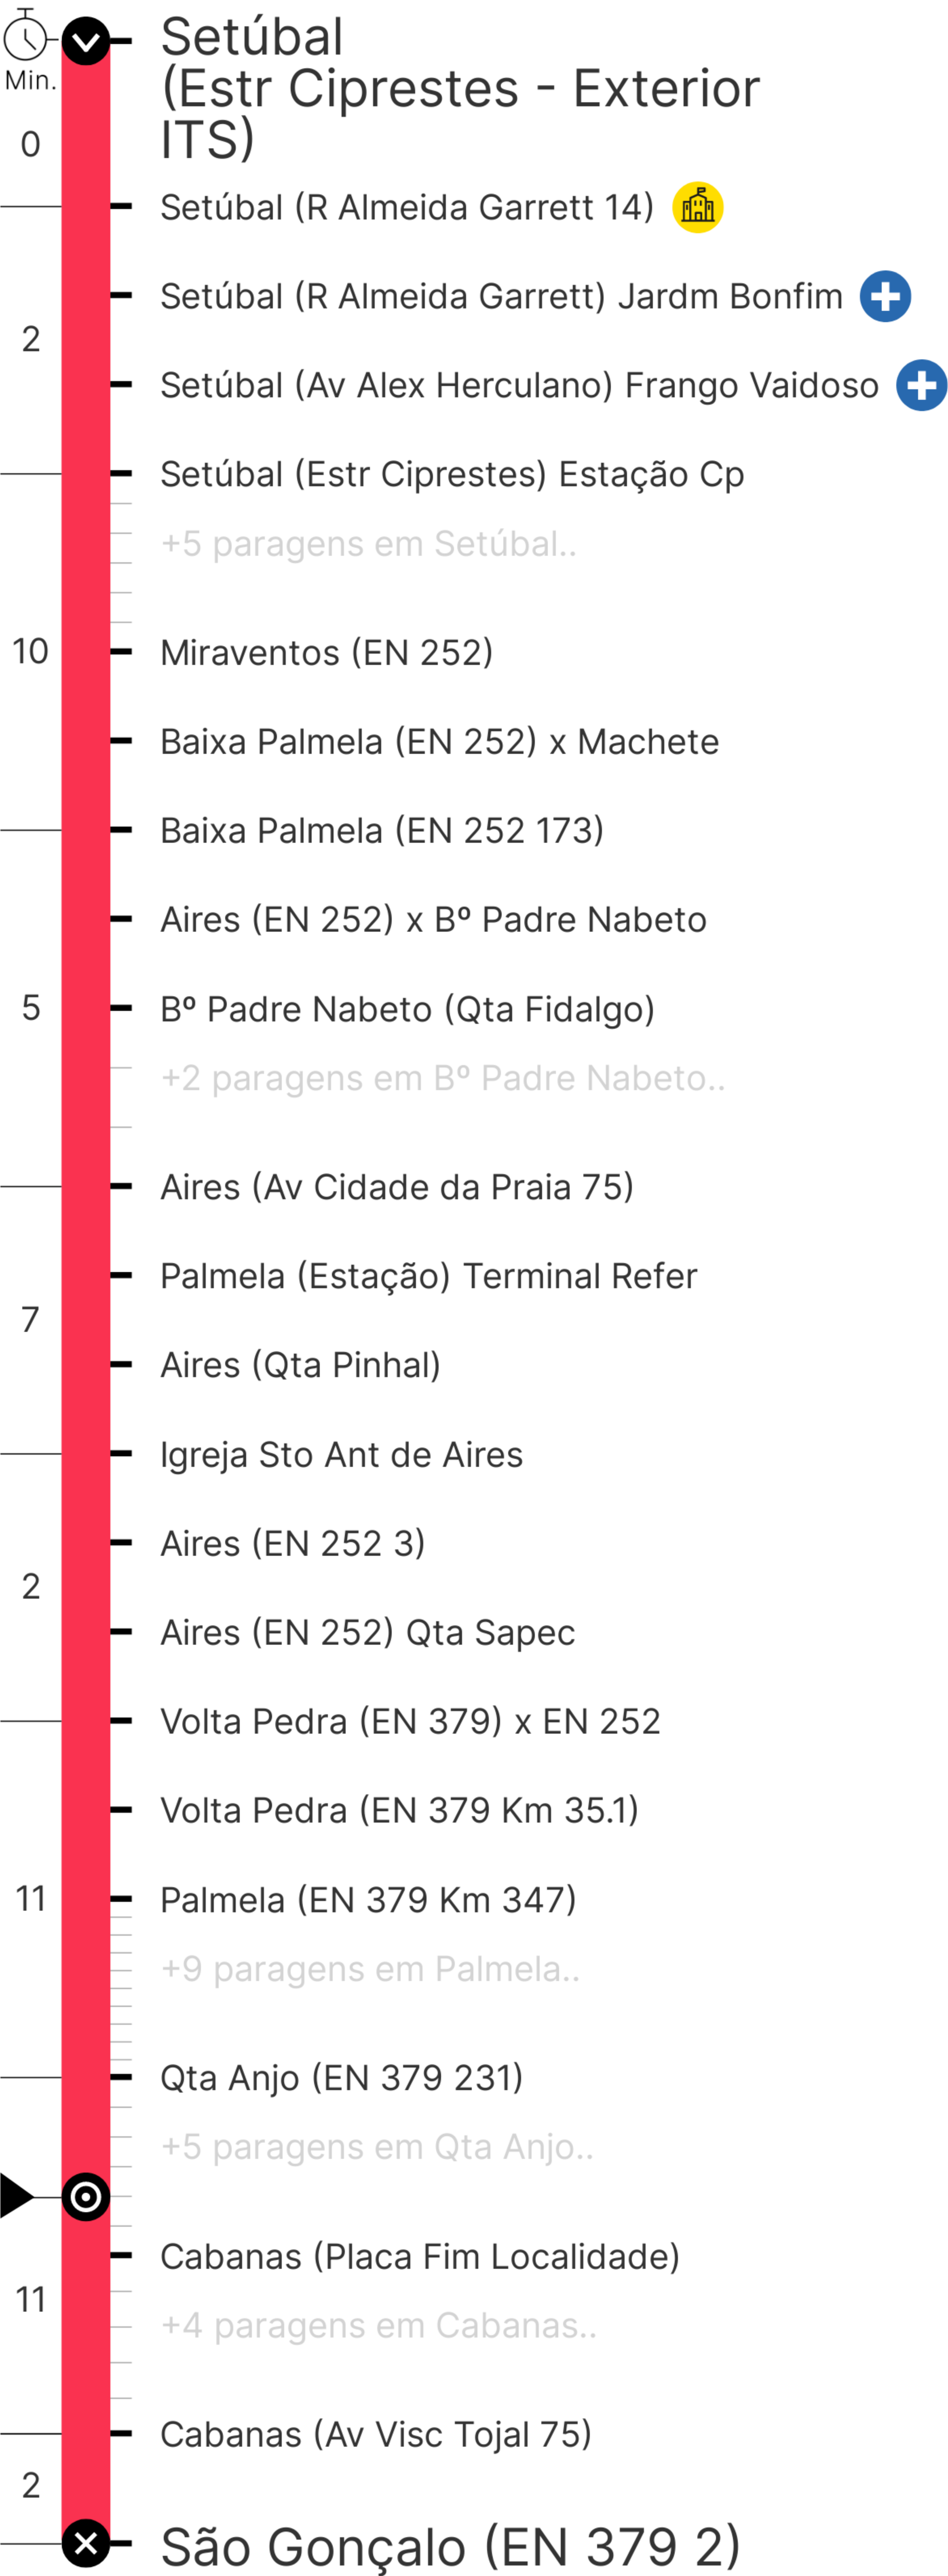 Setúbal
Min.
(Estr Ciprestes - Exterior
ITS)
0
Setúbal (R Almeida Garrett 14)
Setúbal (R Almeida Garrett) Jardm Bonfim
2
Setúbal (Av Alex Herculano) Frango Vaidoso
Setúbal (Estr Ciprestes) Estação Cp
+5 paragens em Setúbal..
10
Miraventos (EN 252)
Baixa Palmela (EN 252) x Machete
Baixa Palmela (EN 252 173)
Aires (EN 252) x Bº Padre Nabeto
5
Bº Padre Nabeto (Qta Fidalgo)
+2 paragens em Bº Padre Nabeto..
Aires (Av Cidade da Praia 75)
Palmela (Estação) Terminal Refer
7
Aires (Qta Pinhal)
Igreja Sto Ant de Aires
Aires (EN 252 3)
2
Aires (EN 252) Qta Sapec
Volta Pedra (EN 379) x EN 252
Volta Pedra (EN 379 Km 35.1)
11
Palmela (EN 379 Km 347)
+9 paragens em Palmela..
Qta Anjo (EN 379 231)
+5 paragens em Qta Anjo..
Cabanas (Placa Fim Localidade)
11
+4 paragens em Cabanas..
Cabanas (Av Visc Tojal 75)
2
São Gonçalo (EN 379 2)